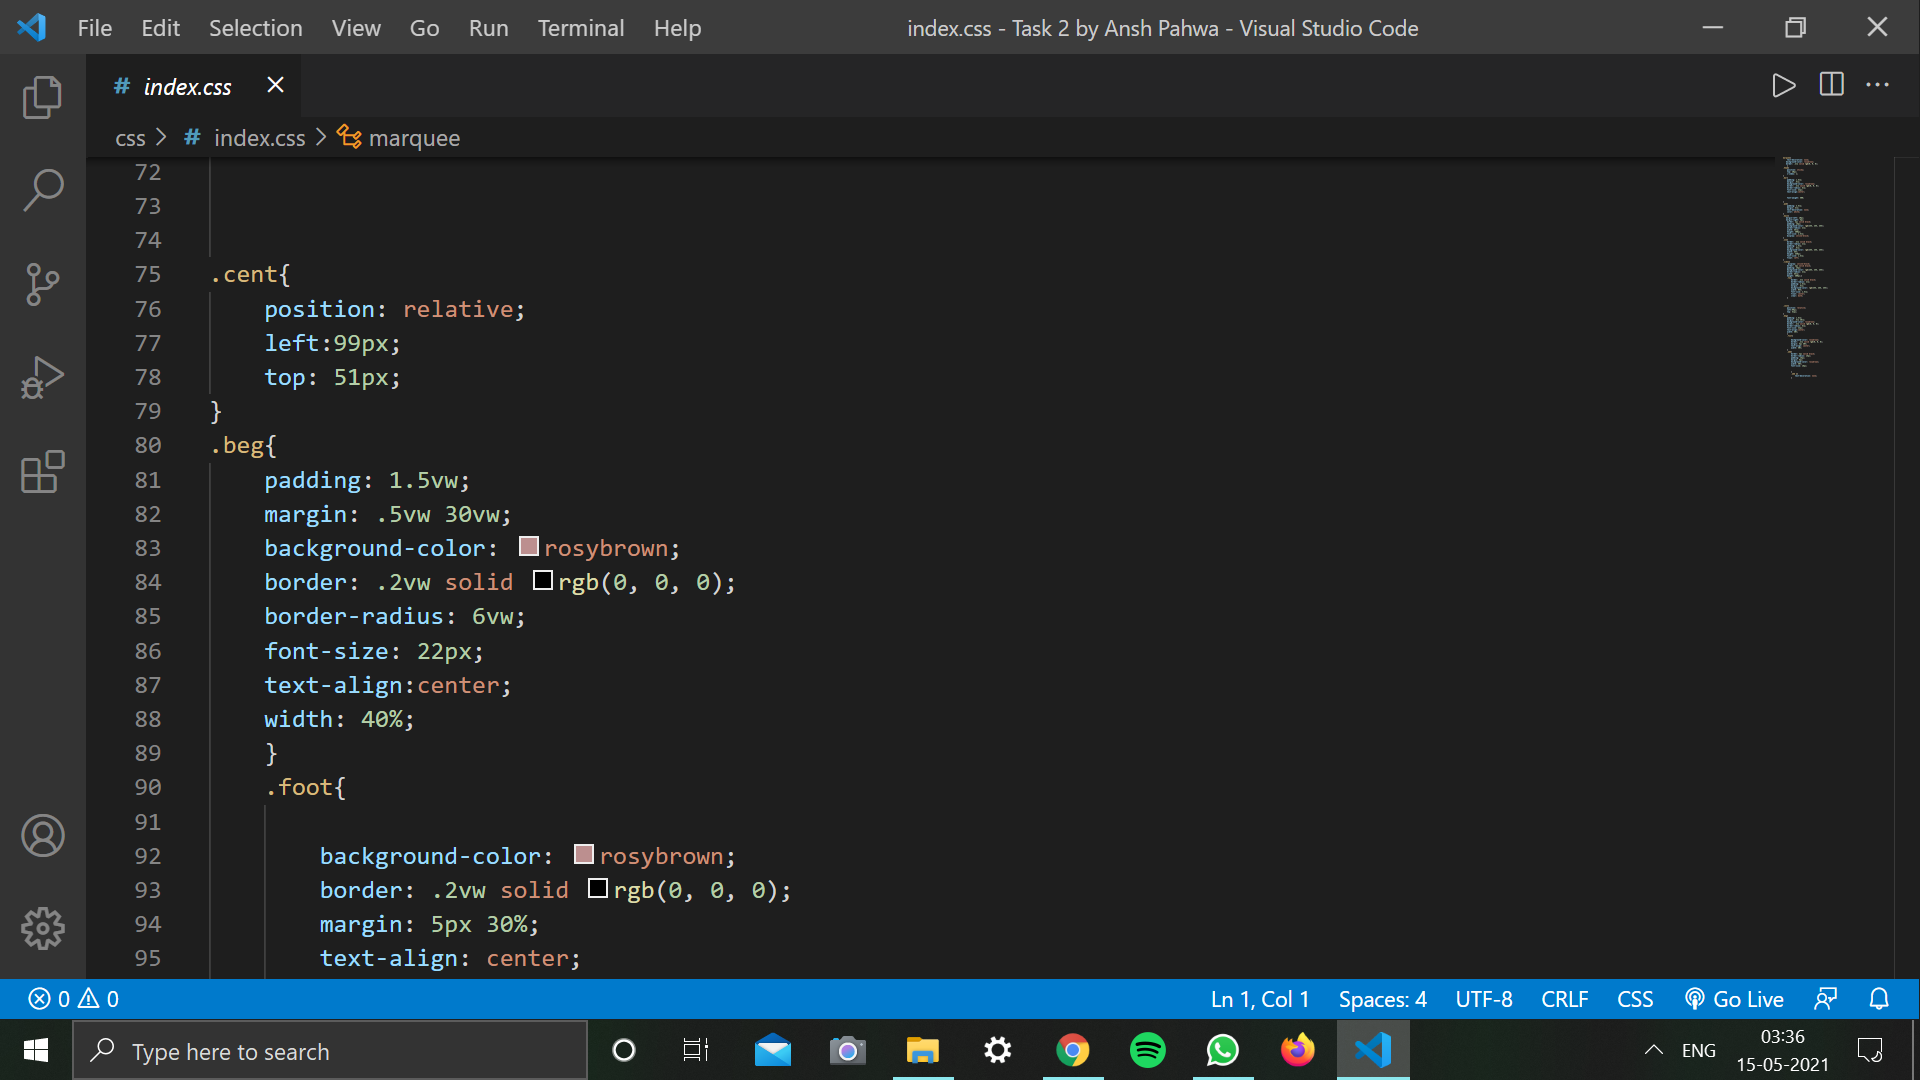 File Edit Selection View Go Run Terminal Help
index.css - Task 2 by Ansh Pahwa - Visual Studio Code
# index.css
css > # index.css > marquee
72
73
74
75 .cent{
76 position: relative;
77 left:99px;
78 top: 51px;
79 }
80 .beg{
81 padding: 1.5vw;
82 margin: .5vw 30vw;
83 background-color: rosybrown;
84 border: .2vw solid rgb(0, 0, 0);
85 border-radius: 6vw;
86 font-size: 22px;
87 text-align:center;
88 width: 40%;
89 }
90 .foot{
91
92 background-color: rosybrown;
93 border: .2vw solid rgb(0, 0, 0);
94 margin: 5px 30%;
95 text-align: center;
0 0 Ln 1, Col 1 Spaces: 4 UTF-8 CRLF CSS Go Live
Type here to search
ENG
03:36
15-05-2021